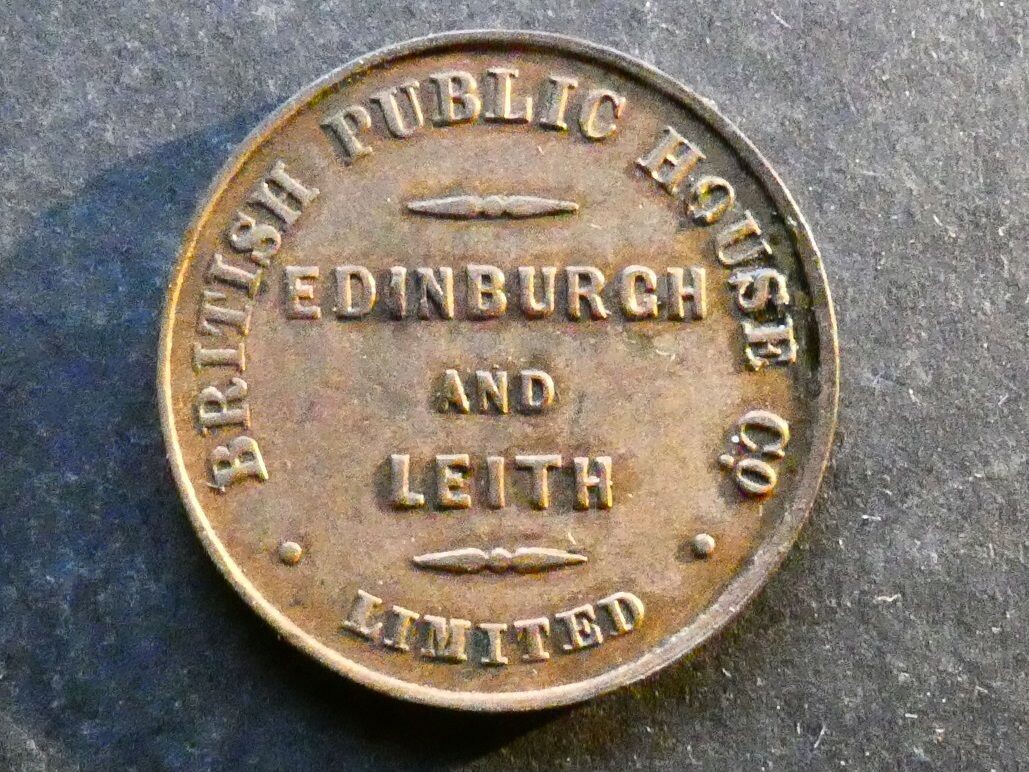 BRITISH PUBLIC HOUSE Co
EDINBURGH
AND
LEITH
LIMITED